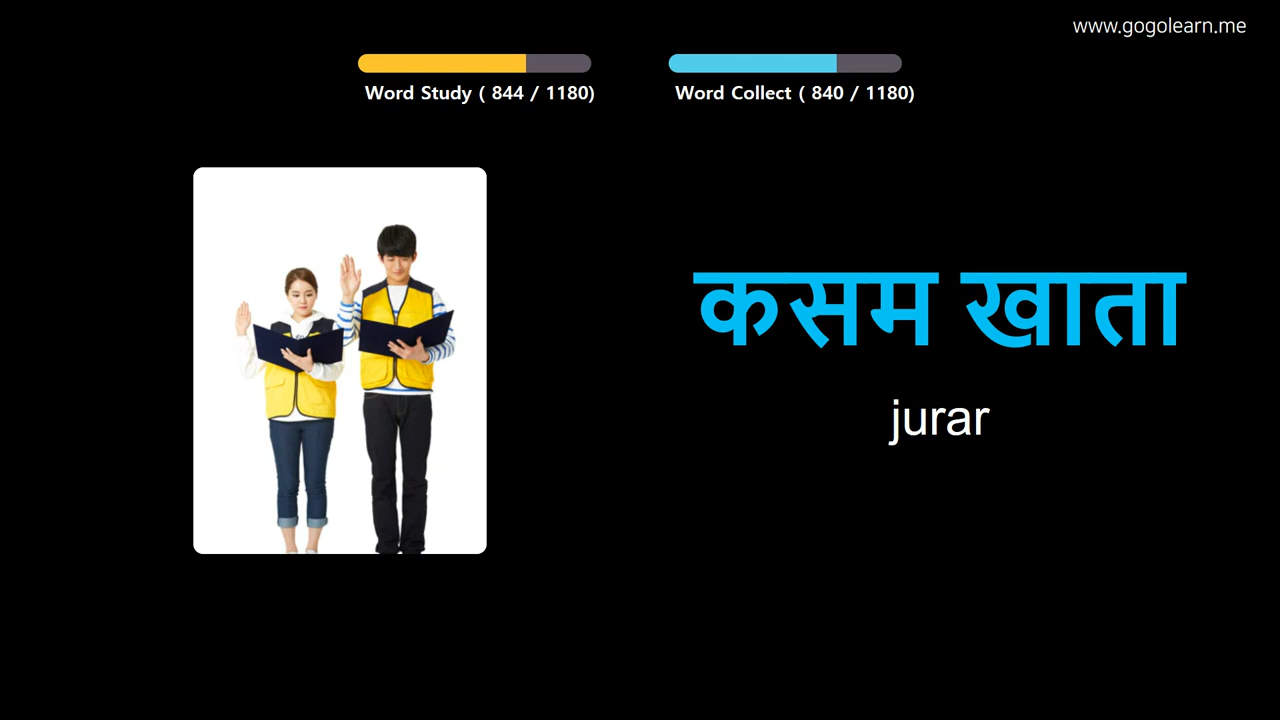 www.gogolearn.me
Word Study ( 844 / 1180)
Word Collect ( 840 / 1180)
कसम खाता
jurar